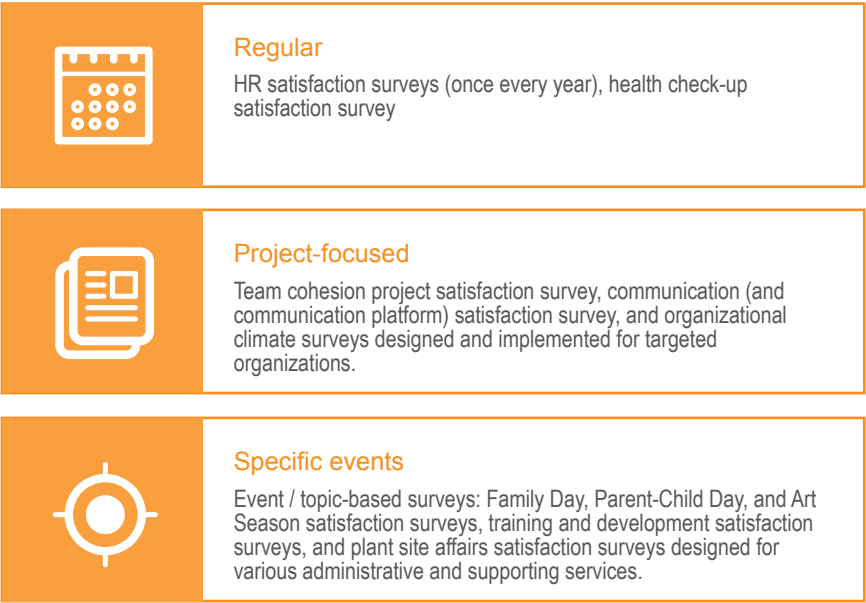 Regular
HR satisfaction surveys (once every year), health check-up
satisfaction survey
Project-focused
Team cohesion project satisfaction survey, communication (and
communication platform) satisfaction survey, and organizational
climate surveys designed and implemented for targeted
organizations.
Specific events
Event / topic-based surveys: Family Day, Parent-Child Day, and Art
Season satisfaction surveys, training and development satisfaction
surveys, and plant site affairs satisfaction surveys designed for
various administrative and supporting services.